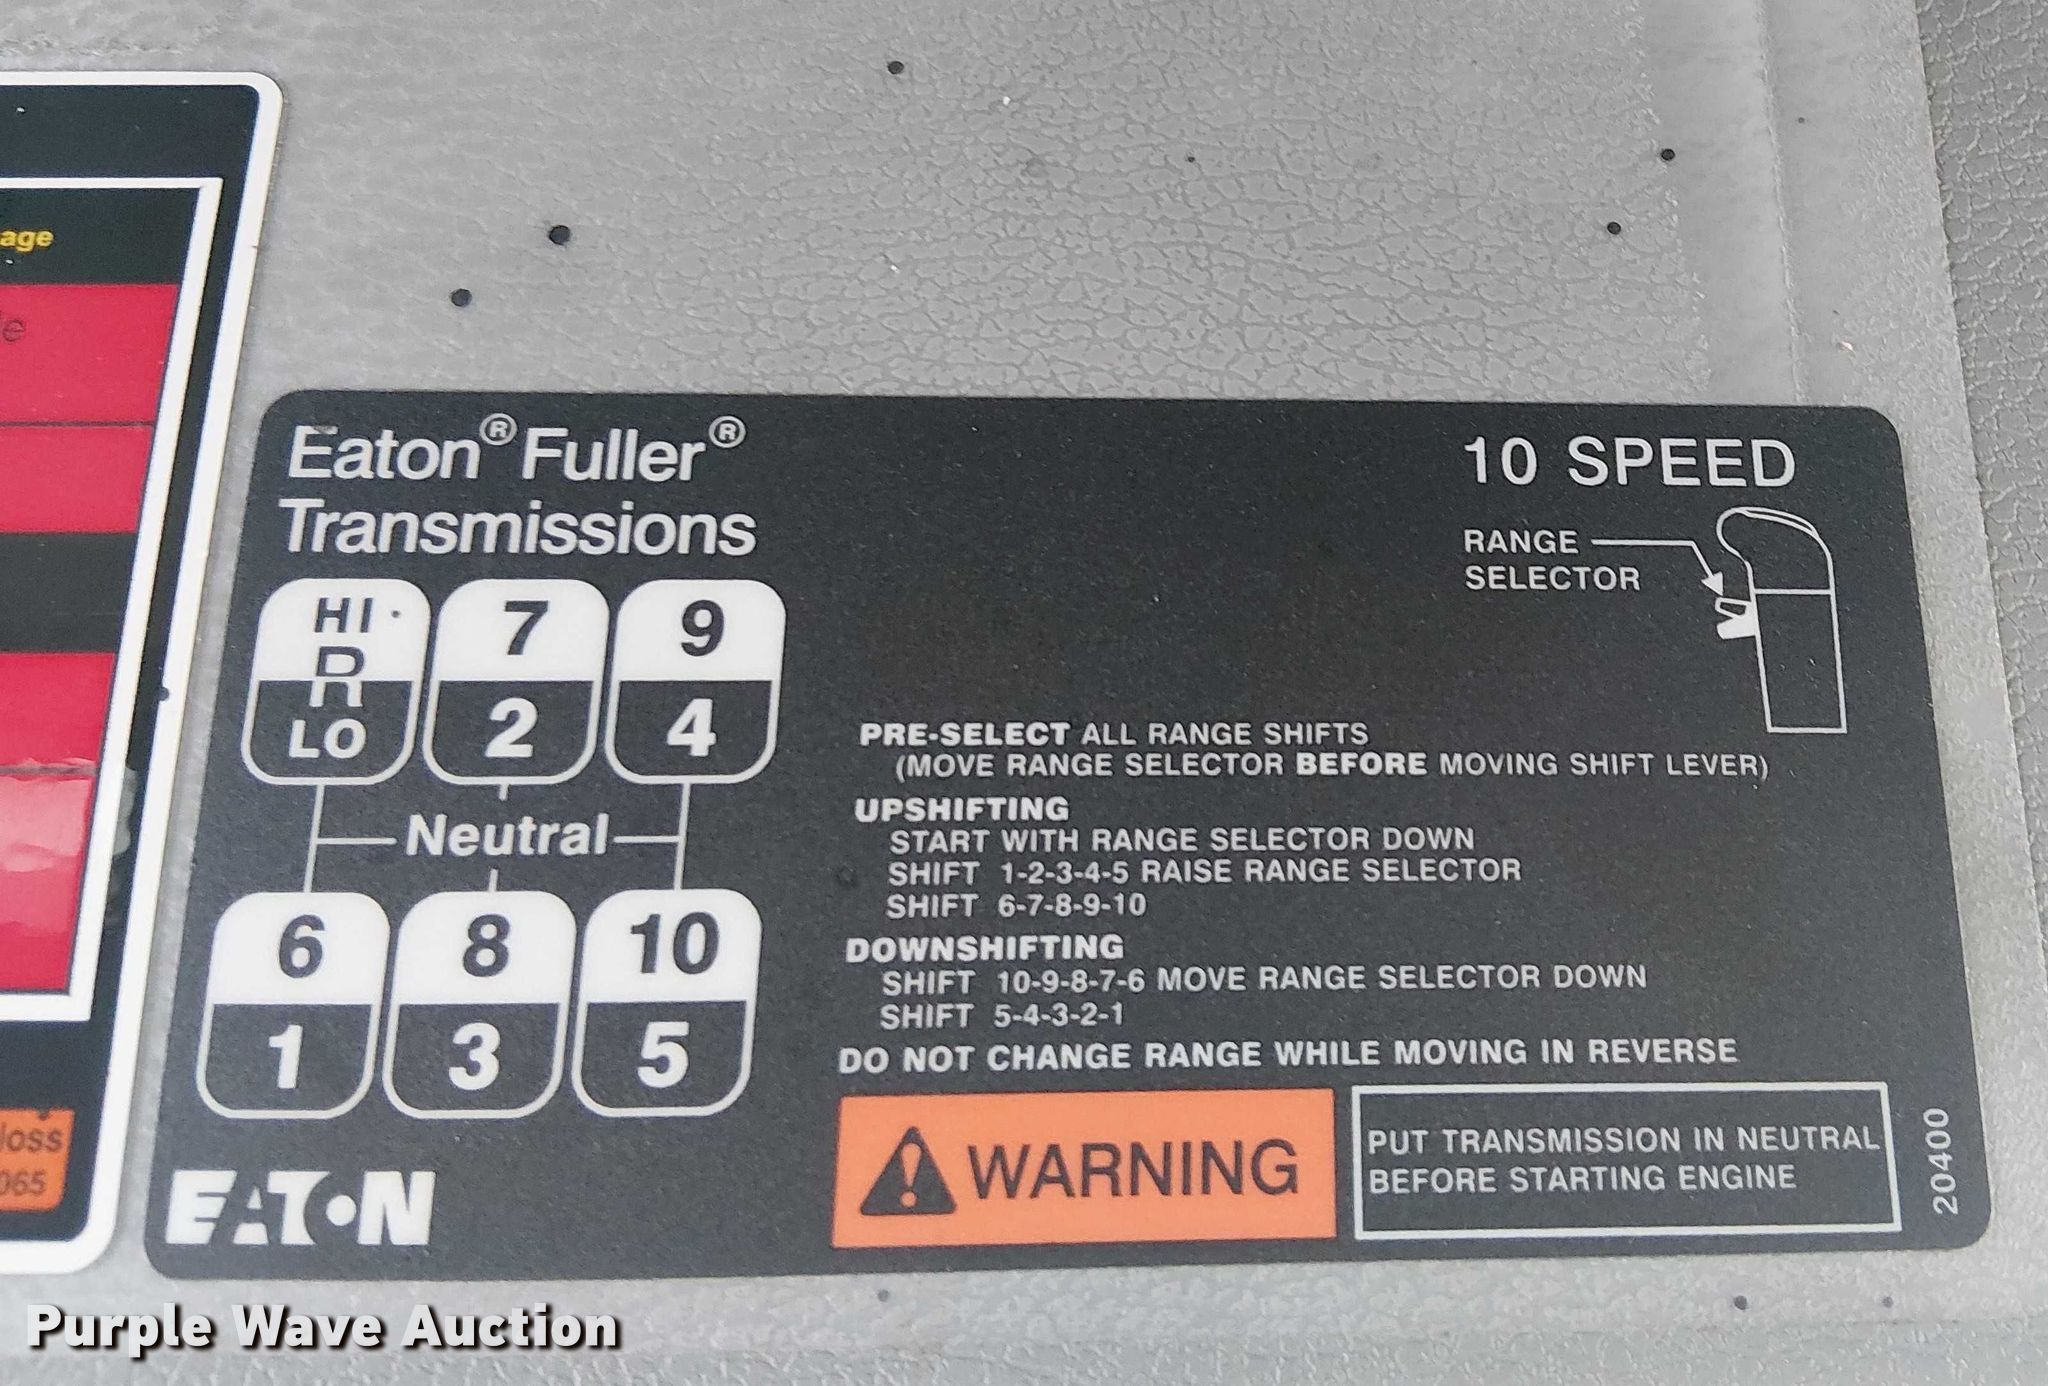 age
e
loss
065
Eaton® Fuller®
Transmissions
10 SPEED
RANGE
SELECTOR
HI
R
LO
7
2
9
4
Neutral
6
1
8
3
10
5
PRE-SELECT ALL RANGE SHIFTS
(MOVE RANGE SELECTOR BEFORE MOVING SHIFT LEVER)
UPSHIFTING
START WITH RANGE SELECTOR DOWN
SHIFT 1-2-3-4-5 RAISE RANGE SELECTOR
SHIFT 6-7-8-9-10
DOWNSHIFTING
SHIFT 10-9-8-7-6 MOVE RANGE SELECTOR DOWN
SHIFT 5-4-3-2-1
DO NOT CHANGE RANGE WHILE MOVING IN REVERSE
WARNING
PUT TRANSMISSION IN NEUTRAL
BEFORE STARTING ENGINE
20400
EATON
Purple Wave Auction